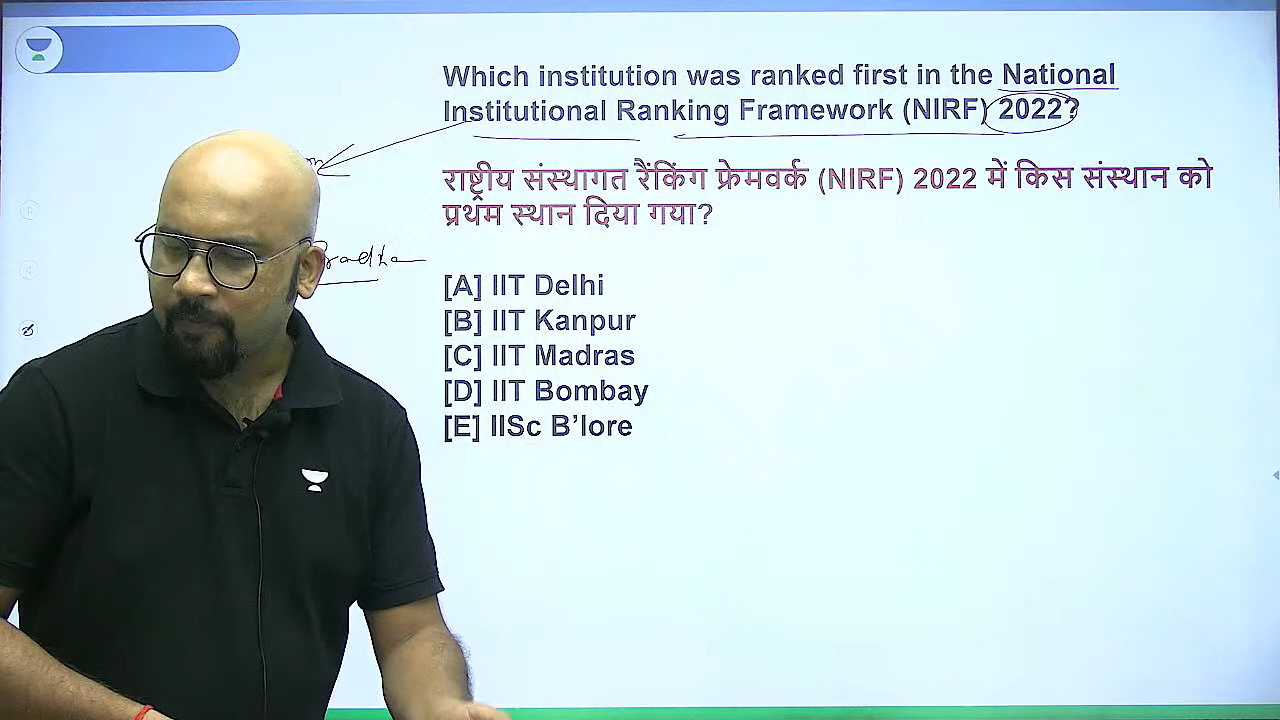 Which institution was ranked first in the National
Institutional Ranking Framework (NIRF) 2022?
राष्ट्रीय संस्थागत रैंकिंग फ्रेमवर्क (NIRF) 2022 में किस संस्थान को
प्रथम स्थान दिया गया?
[A] IIT Delhi
[B] IIT Kanpur
[C] IIT Madras
[D] IIT Bombay
[E] IISc B’lore